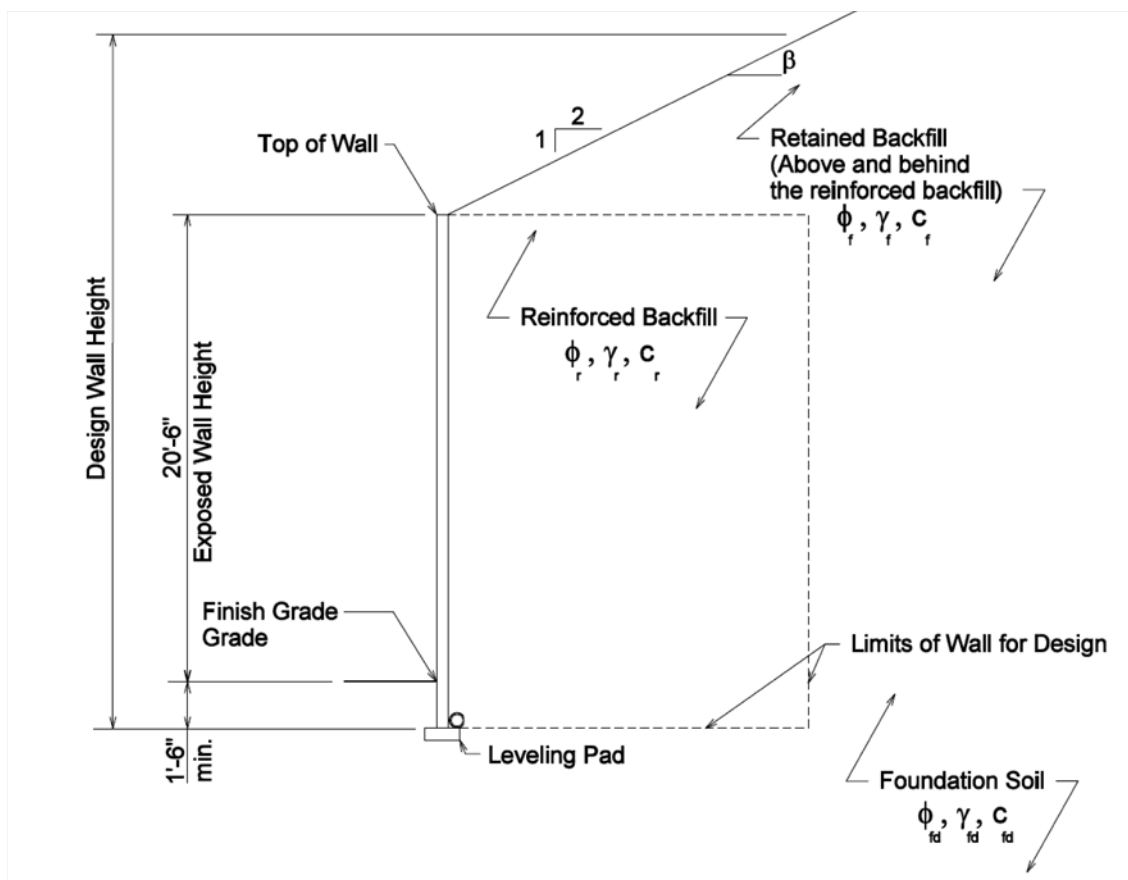 β
2
1
Top of Wall
Retained Backfill
(Above and behind
the reinforced backfill)
ϕf , γf , cf
Design Wall Height
20'-6"
Exposed Wall Height
Reinforced Backfill
ϕr , γr , cr
Finish Grade
Grade
Limits of Wall for Design
1'-6"
min.
Leveling Pad
Foundation Soil
ϕfd , γfd , cfd